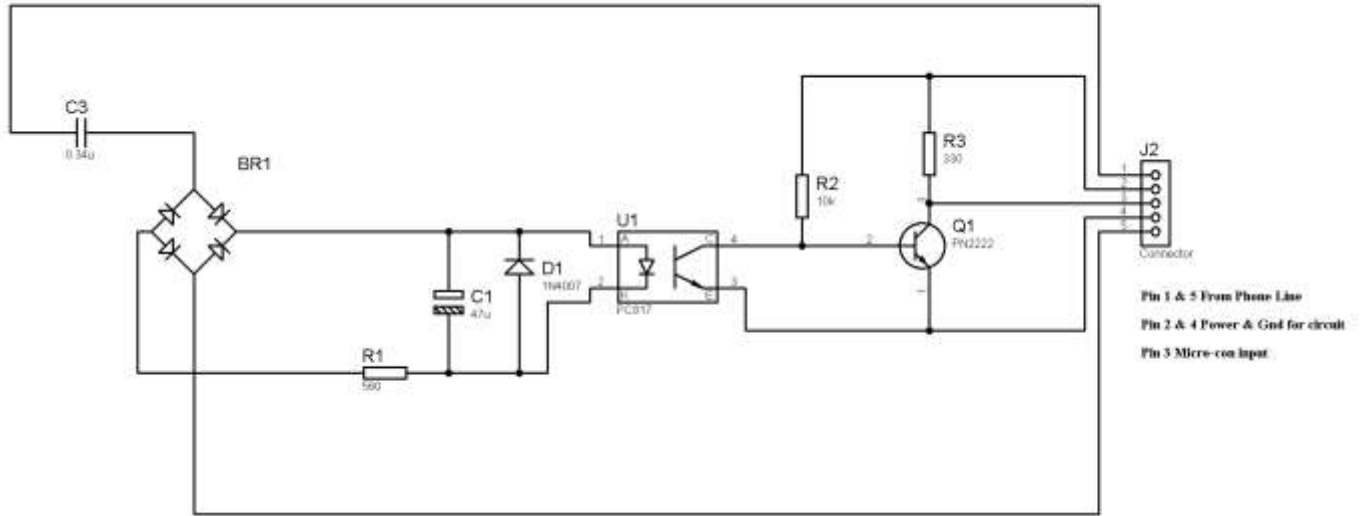 C3
0.34u
BR1
R3
330
J2
1
2
3
4
5
R2
10k
U1
Q1
PN2222
Connector
1
A
C
4
2
3
D1
1N4007
2
K
E
3
1
PC817
C1
47u
R1
560
Pin 1 & 5 From Phone Line
Pin 2 & 4 Power & Gnd for circuit
Pin 3 Micro-con input